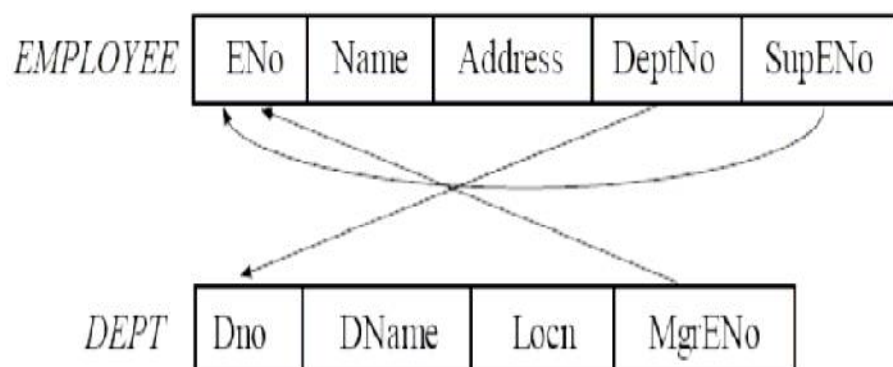 EMPLOYEE ENo Name Address DeptNo SupENo
DEPT Dno DName Locn MgrENo